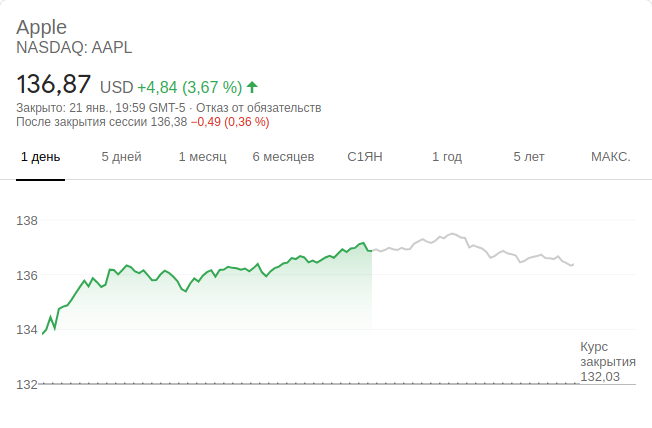 Apple
NASDAQ: AAPL
136,87 USD +4,84 (3,67 %)
Закрыто: 21 янв., 19:59 GMT-5 · Отказ от обязательств
После закрытия сессии 136,38 −0,49 (0,36 %)
1 день 5 дней 1 месяц 6 месяцев С1ЯН 1 год 5 лет МАКС.
138
136
134
Курс
закрытия
132,03
132